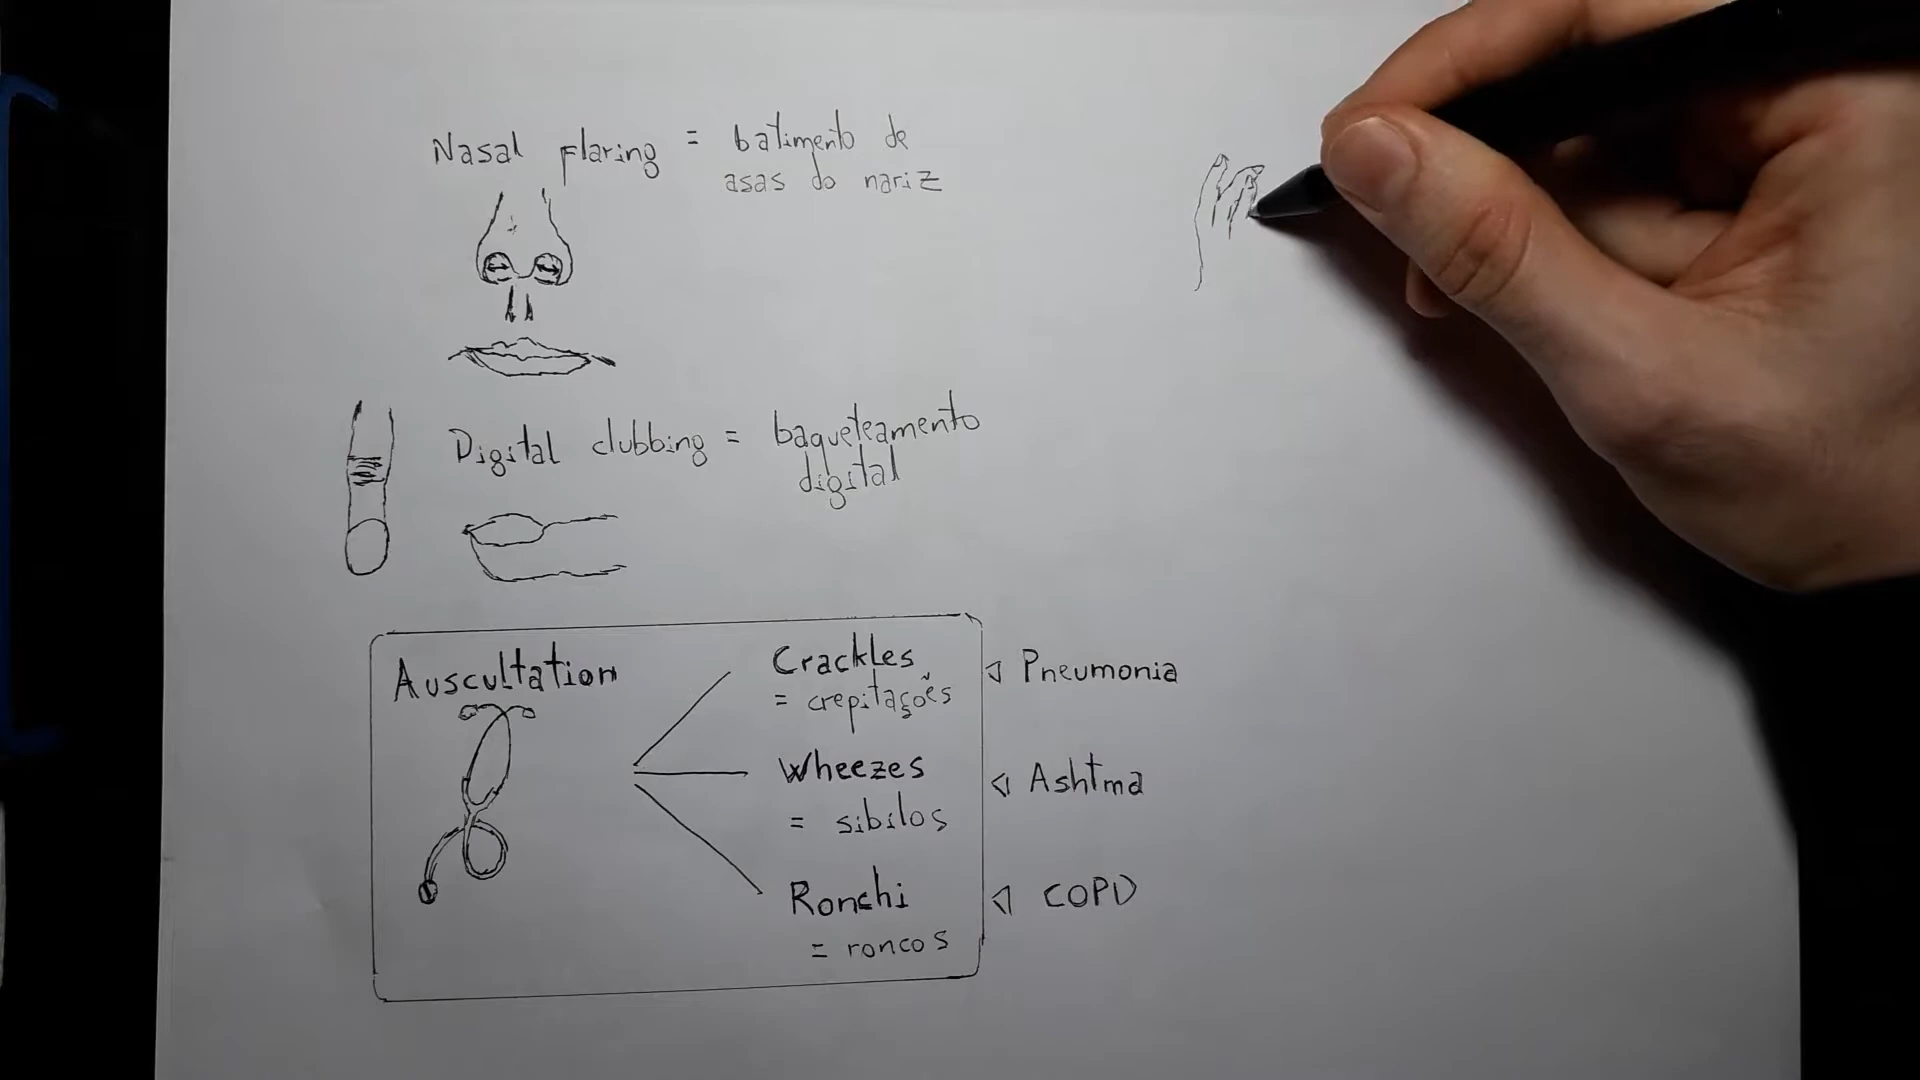 Nasal flaring = batimento de
asas do nariz
Digital clubbing = baqueteamento
digital
Auscultation
Crackles
= crepitações
Pneumonia
Wheezes
= sibilos
Ashtma
Ronchi
= roncos
COPD